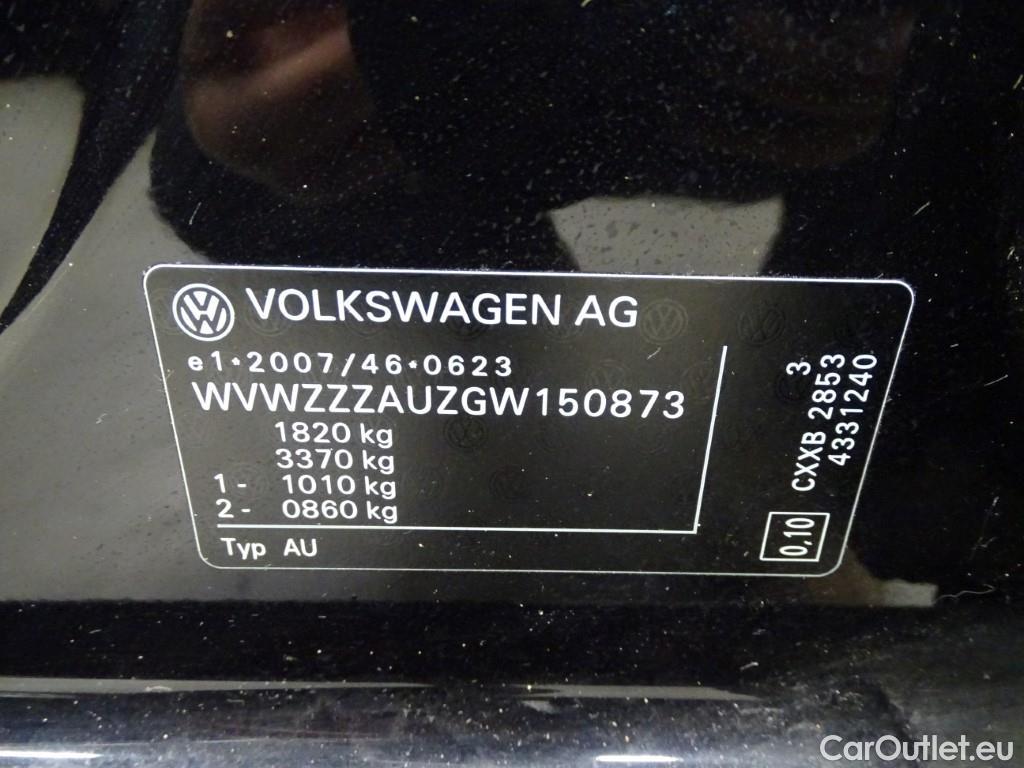 VOLKSWAGEN AG
e1*2007/46*0623
WVWZZZAUZGW150873
1820 kg
3370 kg
1- 1010 kg
2- 0860 kg
Typ AU
3
CXXB 2853
4331240
0,10
CarOutlet.eu